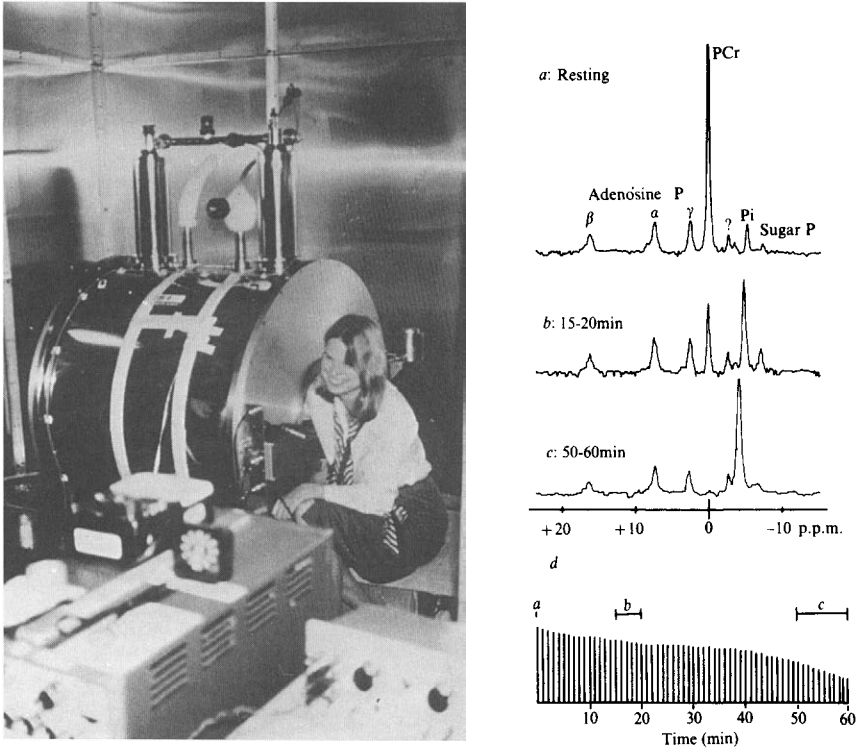 PCr
a: Resting
Adenosine P
β α γ ? Pi
Sugar P
b: 15-20min
c: 50-60min
+20 +10 0 -10 p.p.m.
d
a b c
10 20 30 40 50 60
Time (min)